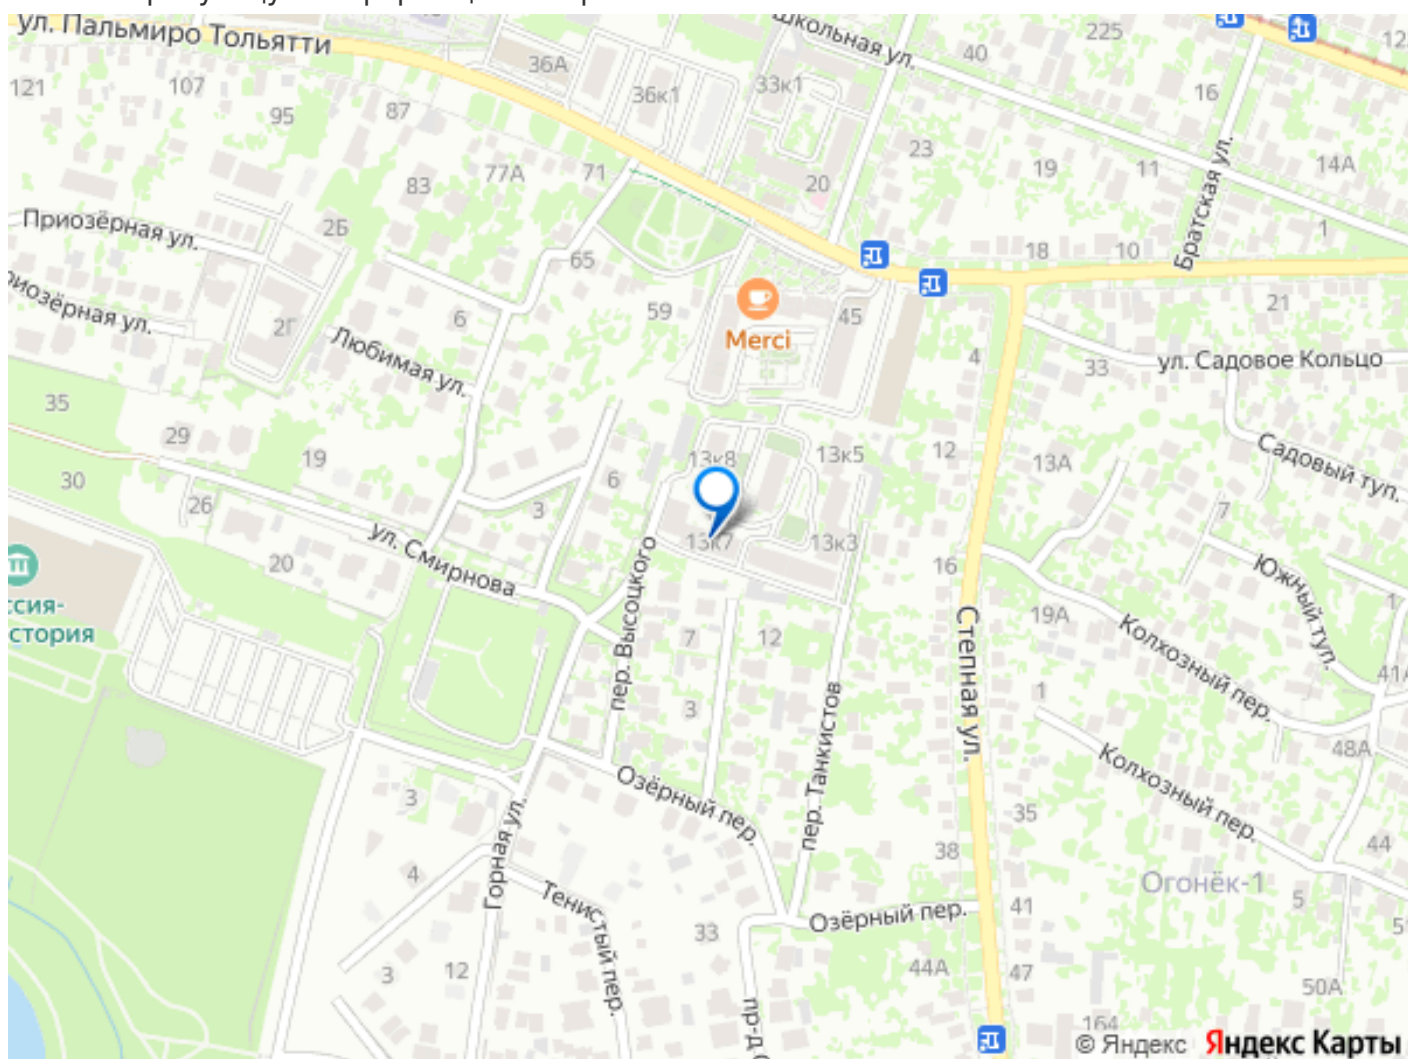 ул. Пальмиро Тольятти
Школьная ул.
40
225
36А
36к1
33к1
121
107
95
87
16
23
19
11
14А
77А
71
83
20
Братская ул.
1
Приозёрная ул.
2Б
65
18
10
6
59
45
21
2Г
Merci
Любимая ул.
4
33
ул. Садовое Кольцо
35
29
19
12
13А
Садовый туп.
13к8
13к5
30
26
6
3
7
13к7
13к3
ул. Смирнова
20
16
Южный туп.
1
19А
стория
пер. Высоцкого
7
12
Степная ул.
Колхозный пер.
41А
3
1
48А
пер. Танкистов
Колхозный пер.
3
Озёрный пер.
35
44
Горная ул.
4
38
Огонёк-1
5
Тенистый пер.
Озёрный пер.
41
33
3
12
44А
47
50А
пр-д
164
© Яндекс Яндекс Карты